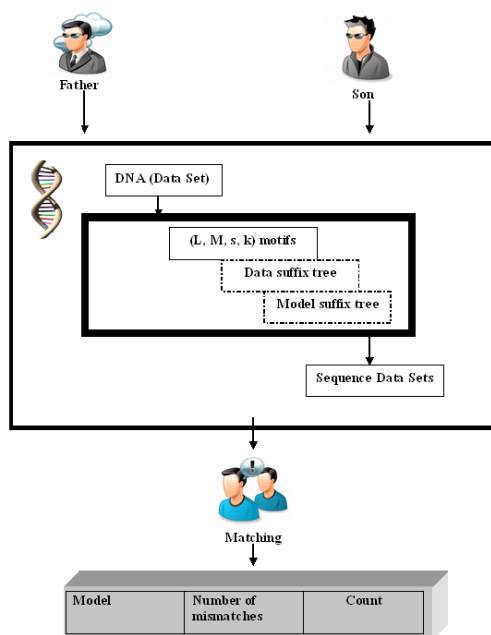 Father
Son
DNA (Data Set)
(L, M, s, k) motifs
Data suffix tree
Model suffix tree
Sequence Data Sets
!
Matching
Model
Number of
mismatches
Count